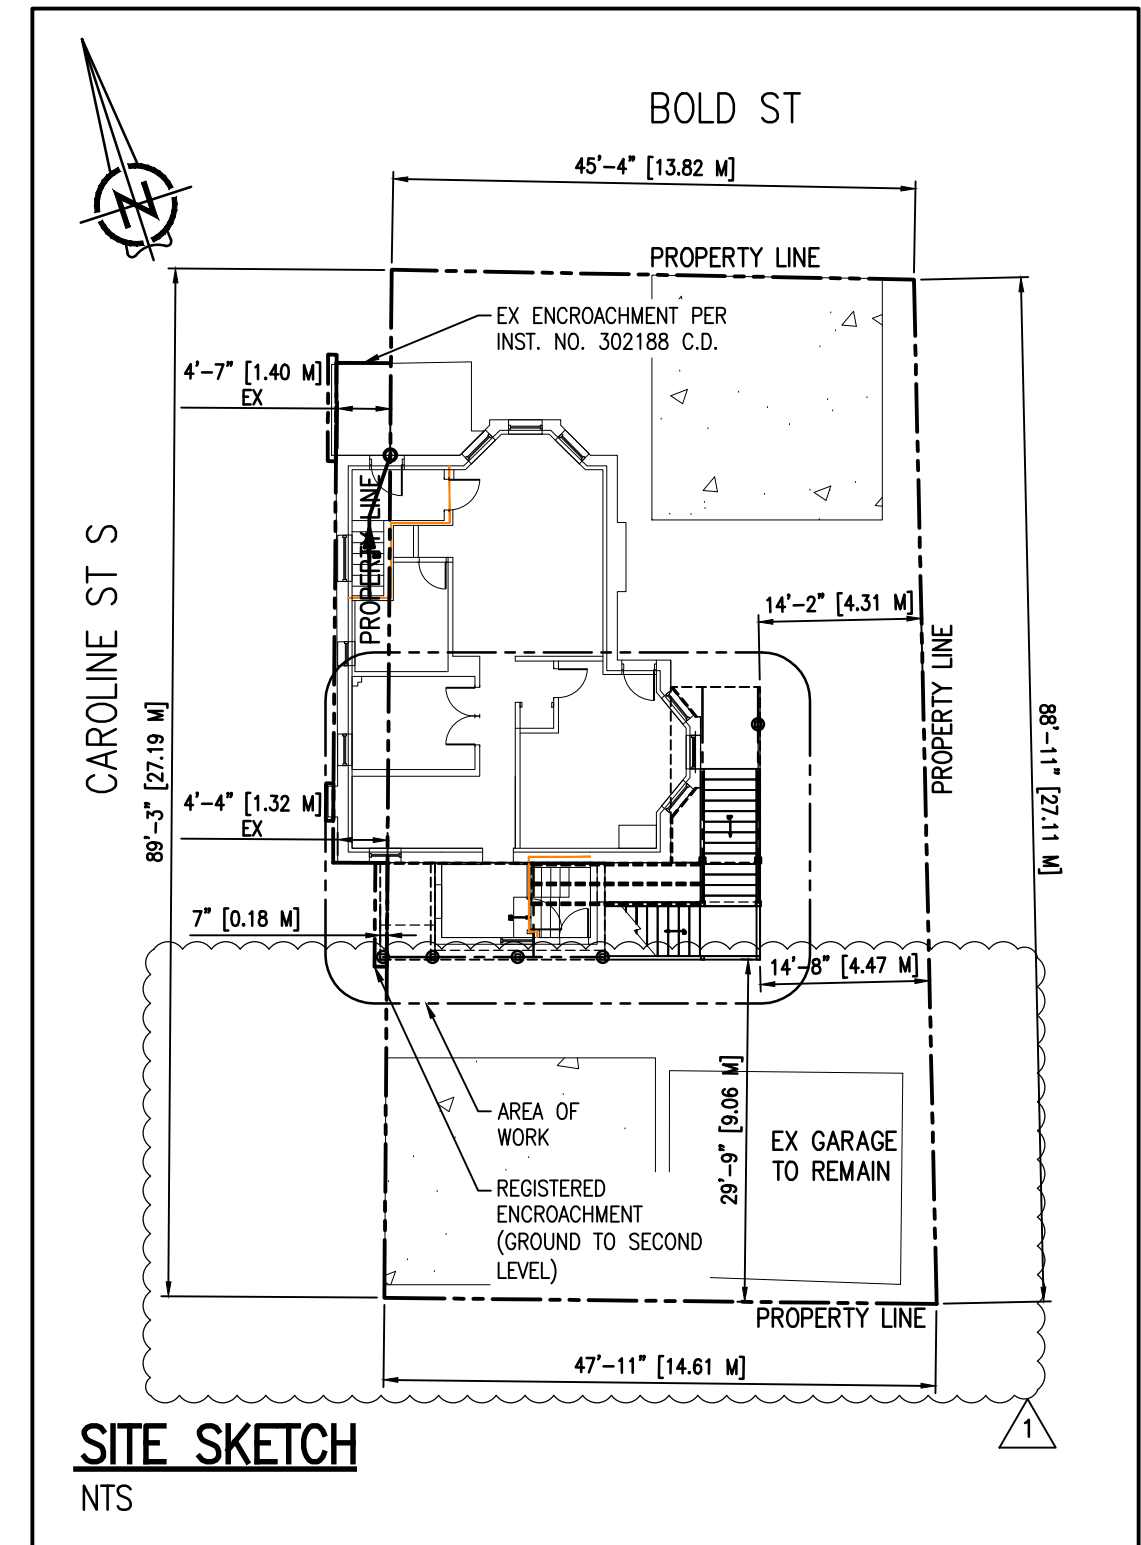 BOLD ST
45'-4" [13.82 M]
N
PROPERTY LINE
EX ENCROACHMENT PER
INST. NO. 302188 C.D.
4'-7" [1.40 M]
EX
PROPERTY LINE
CAROLINE ST S
14'-2" [4.31 M]
PROPERTY LINE
89'-3" [27.19 M]
88'-11" [27.11 M]
4'-4" [1.32 M]
EX
7" [0.18 M]
14'-8" [4.47 M]
29'-9" [9.06 M]
AREA OF
WORK
EX GARAGE
TO REMAIN
REGISTERED
ENCROACHMENT
(GROUND TO SECOND
LEVEL)
PROPERTY LINE
47'-11" [14.61 M]
1
SITE SKETCH
NTS